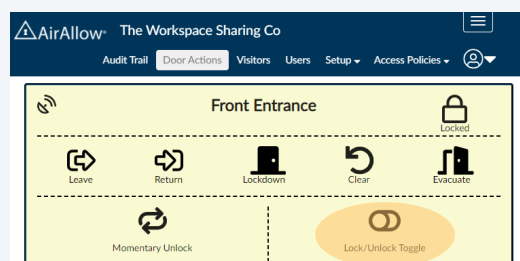 AirAllow® The Workspace Sharing Co
Audit Trail Door Actions Visitors Users Setup Access Policies
Front Entrance
Locked
Leave Return Lockdown Clear Evacuate
Momentary Unlock Lock/Unlock Toggle